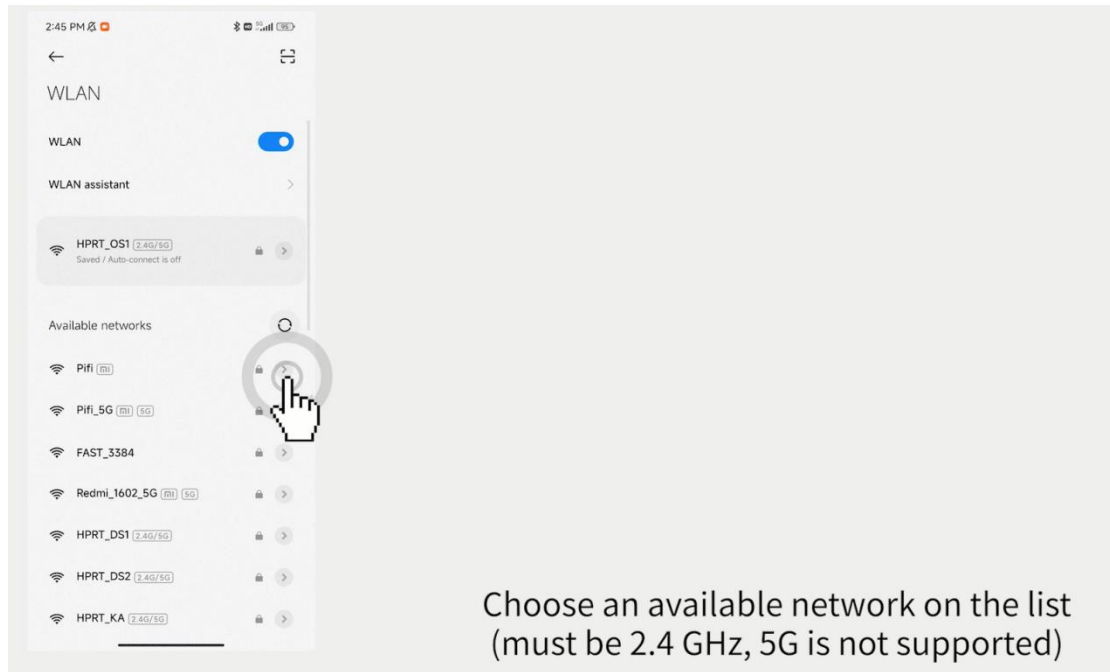 2:45 PM
5G
95
WLAN
WLAN
WLAN assistant
HPRT_OS1 2.4G/5G
Saved / Auto-connect is off
Available networks
Pifi MI
Pifi_5G MI 5G
FAST_3384
Redmi_1602_5G MI 5G
HPRT_DS1 2.4G/5G
HPRT_DS2 2.4G/5G
HPRT_KA 2.4G/5G
Choose an available network on the list
(must be 2.4 GHz, 5G is not supported)